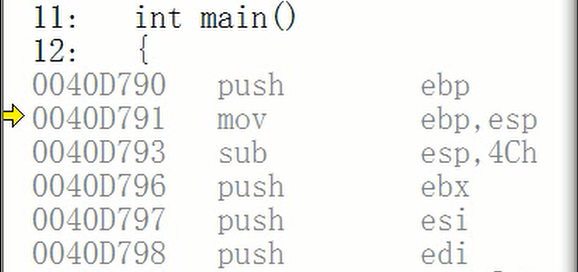 11:   int main()
12:   {
0040D790   push        ebp
0040D791   mov         ebp,esp
0040D793   sub         esp,4Ch
0040D796   push        ebx
0040D797   push        esi
0040D798   push        edi